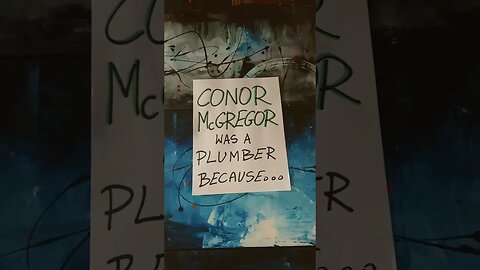 CONOR
McGREGOR
WAS A
PLUMBER
BECAUSE...